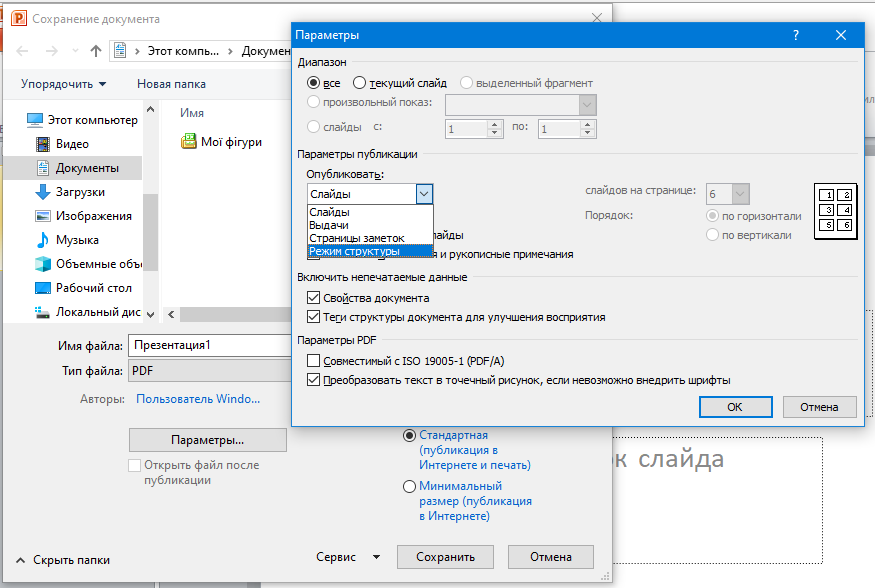 Сохранение документа
Этот компь... › Докумен
Упорядочить Новая папка
Этот компьютер
Видео
Документы
Загрузки
Изображения
Музыка
Объемные объ
Рабочий стол
Локальный дис
Имя
Мої фігури
Имя файла: Презентация1
Тип файла: PDF
Авторы: Пользователь Windo...
Параметры...
Открыть файл после
публикации
Стандартная
(публикация в
Интернете и печать)
Минимальный
размер (публикация
в Интернете)
Скрыть папки
Сервис Сохранить Отмена
Параметры ?
Диапазон
все текущий слайд выделенный фрагмент
произвольный показ:
слайды с: 1 по: 1
Параметры публикации
Опубликовать:
Слайды
Слайды
Выдачи
Страницы заметок
Режим структуры
лайды
я и рукописные примечания
слайдов на странице: 6
Порядок: по горизонтали
по вертикали
1 2
3 4
5 6
Включить непечатаемые данные
Свойства документа
Теги структуры документа для улучшения восприятия
Параметры PDF
Совместимый с ISO 19005-1 (PDF/A)
Преобразовать текст в точечный рисунок, если невозможно внедрить шрифты
ОК Отмена
ок слайда